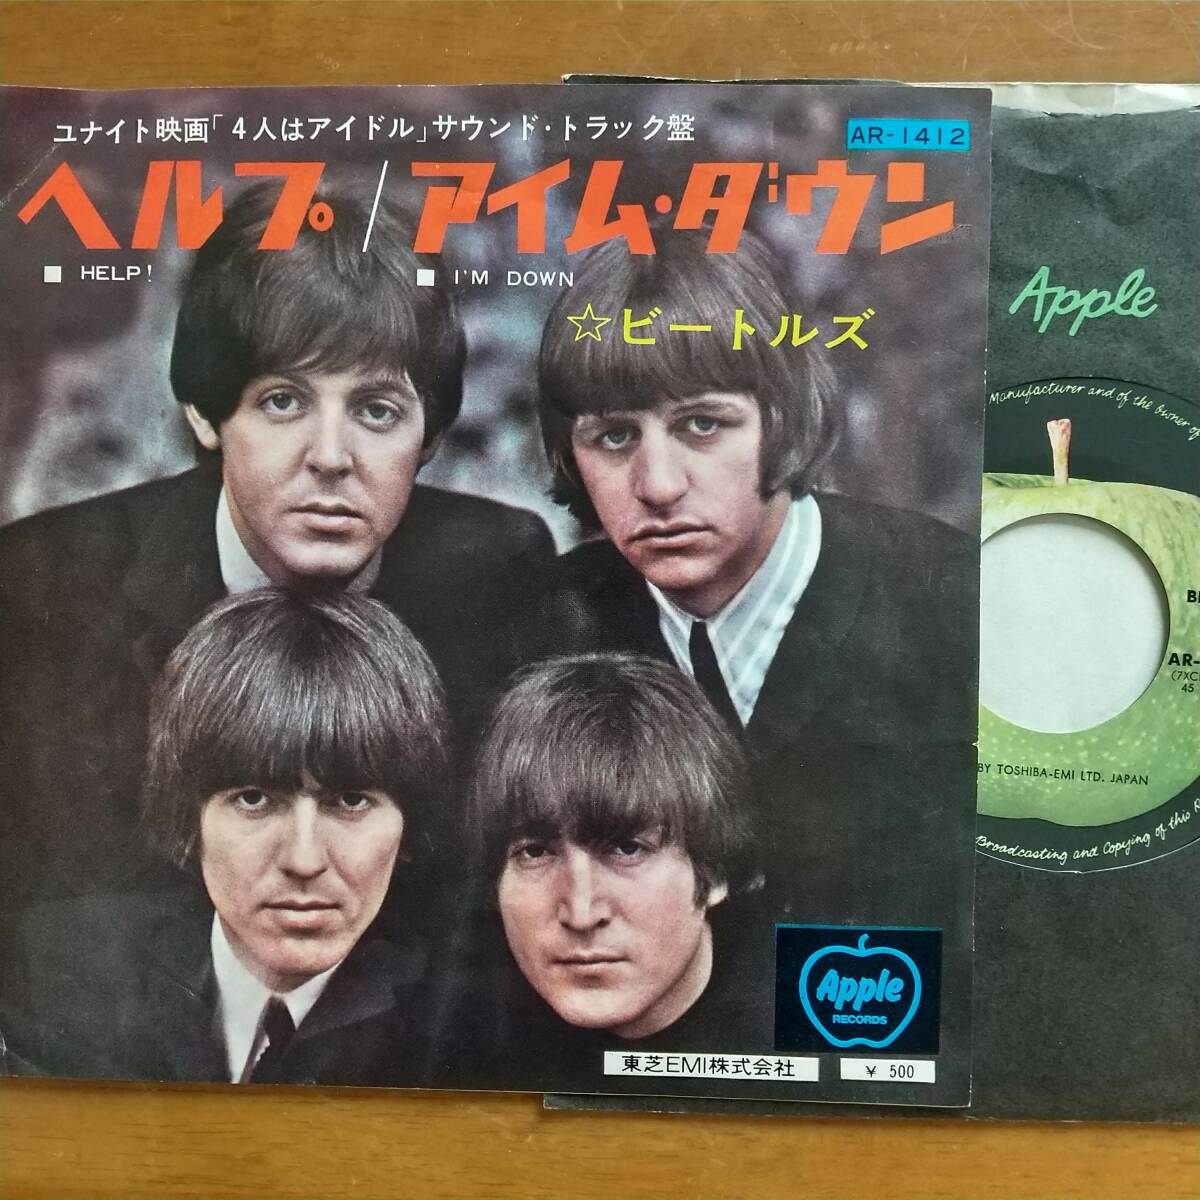 ユナイト映画「4人はアイドル」サウンド・トラック盤
AR-1412
ヘルプ/アイム・ダウン
■ HELP!
■ I'M DOWN
☆ビートルズ
Apple
RECORDS
東芝EMI株式会社
¥ 500
Apple
Manufacturer and of the owner of
AR-
(7XC
45
BY TOSHIBA-EMI LTD. JAPAN
Broadcasting and Copying of this R